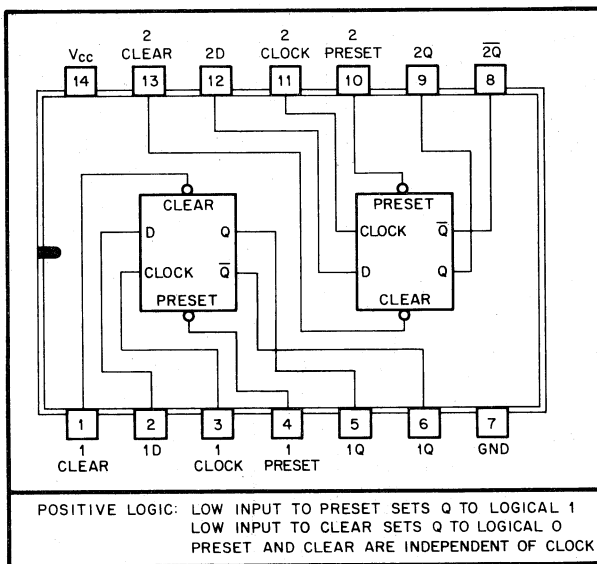 2 2 2
Vcc CLEAR 2D CLOCK PRESET 2Q 2Q̅
14 13 12 11 10 9 8
CLEAR
D Q
CLOCK Q̅
PRESET
PRESET
CLOCK Q̅
D Q
CLEAR
1 2 3 4 5 6 7
1 1D 1 1 1Q 1Q GND
CLEAR CLOCK PRESET
POSITIVE LOGIC: LOW INPUT TO PRESET SETS Q TO LOGICAL 1
LOW INPUT TO CLEAR SETS Q TO LOGICAL 0
PRESET AND CLEAR ARE INDEPENDENT OF CLOCK